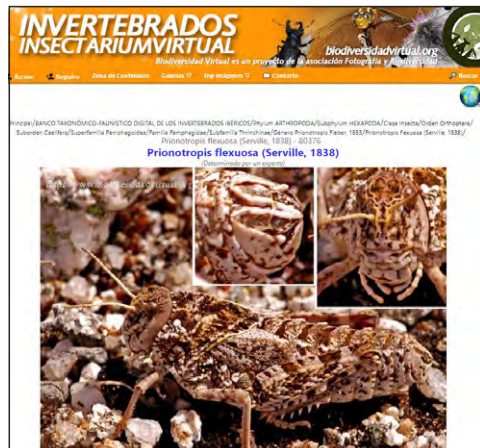 INVERTEBRADOS
INSECTARIUMVIRTUAL
biodiversidadvirtual.org
Biodiversidad Virtual es un proyecto de la asociación Fotografía y Biodiversidad
Acceso Registro Zona de Contenidos Galerías Top Imágenes Contacto Buscar
Principal/BANCO TAXONÓMICO-FAUNÍSTICO DIGITAL DE LOS INVERTEBRADOS IBÉRICOS/Phylum ARTHROPODA/Subphylum HEXAPODA/Clase Insecta/Orden Orthoptera/
Suborden Caelifera/Superfamilia Pamphagoidea/Familia Pamphagidae/Subfamilia Thrinchinae/Género Prionotropis Fieber, 1853/Prionotropis flexuosa (Serville, 1838)/
Prionotropis flexuosa (Serville, 1838) - 80376
Prionotropis flexuosa (Serville, 1838)
(Determinado por un experto)